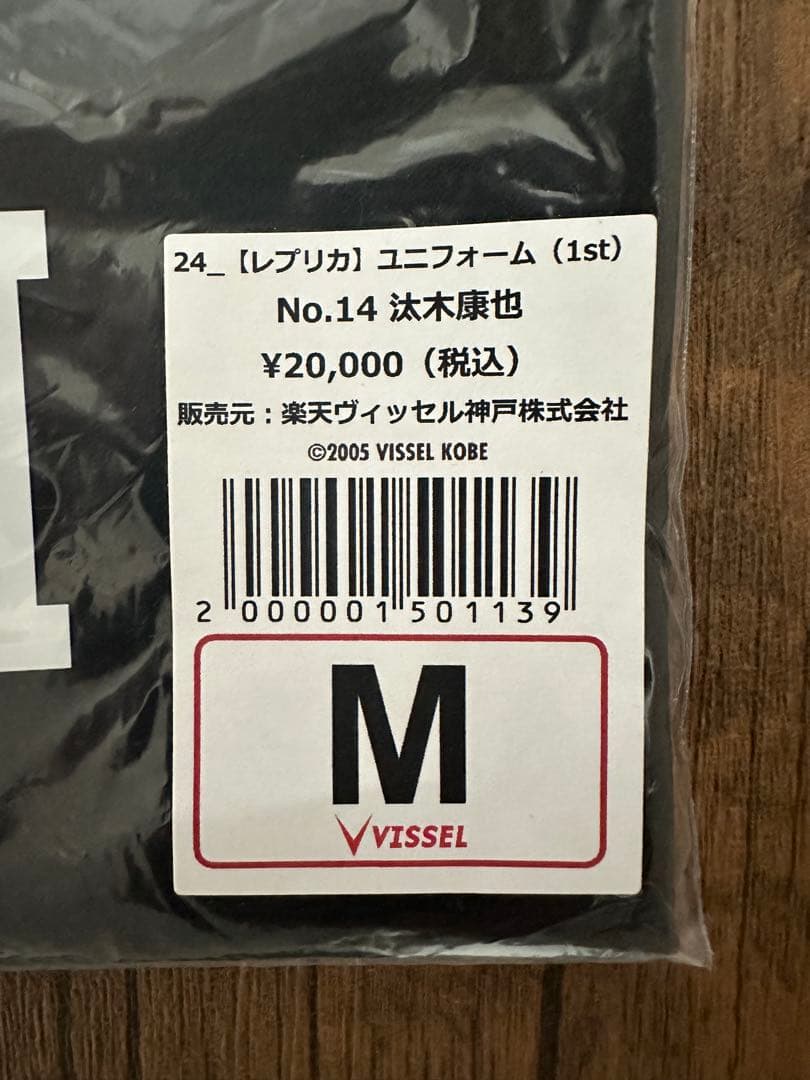 24_【レプリカ】ユニフォーム（1st）
No.14 汰木康也
¥20,000（税込）
販売元：楽天ヴィッセル神戸株式会社
©2005 VISSEL KOBE
2 000001 501139
M
VISSEL